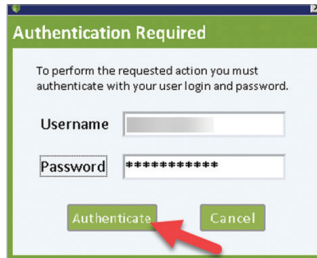 Authentication Required
To perform the requested action you must
authenticate with your user login and password.
Username
Password ***********
Authenticate Cancel